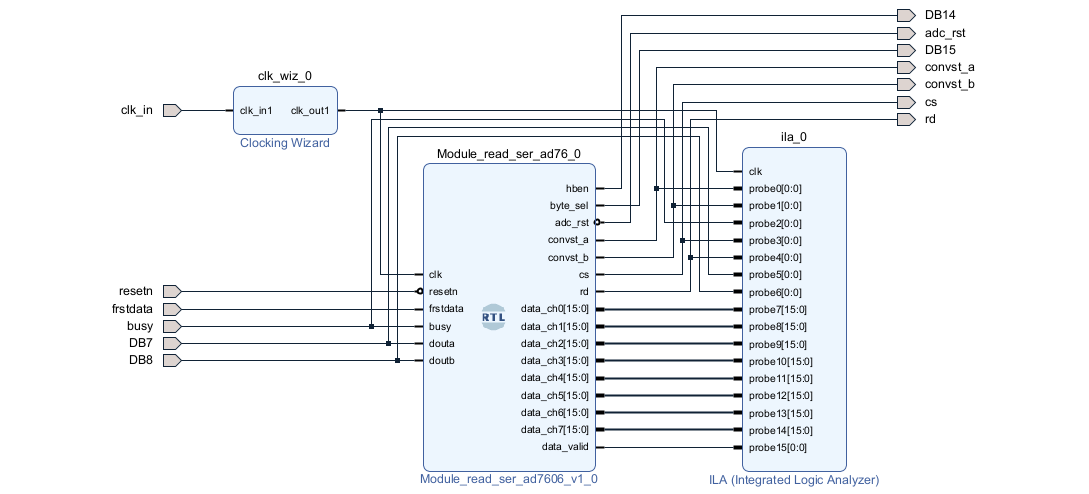 DB14
adc_rst
DB15
convst_a
convst_b
cs
rd
clk_wiz_0
clk_in
clk_in1 clk_out1
Clocking Wizard
ila_0
Module_read_ser_ad76_0
clk
probe0[0:0]
probe1[0:0]
probe2[0:0]
probe3[0:0]
probe4[0:0]
probe5[0:0]
probe6[0:0]
probe7[15:0]
probe8[15:0]
probe9[15:0]
probe10[15:0]
probe11[15:0]
probe12[15:0]
probe13[15:0]
probe14[15:0]
probe15[0:0]
ILA (Integrated Logic Analyzer)
hben
byte_sel
adc_rst
convst_a
convst_b
cs
rd
data_ch0[15:0]
data_ch1[15:0]
data_ch2[15:0]
data_ch3[15:0]
data_ch4[15:0]
data_ch5[15:0]
data_ch6[15:0]
data_ch7[15:0]
data_valid
clk
resetn
frstdata
busy
douta
doutb
RTL
Module_read_ser_ad7606_v1_0
resetn
frstdata
busy
DB7
DB8